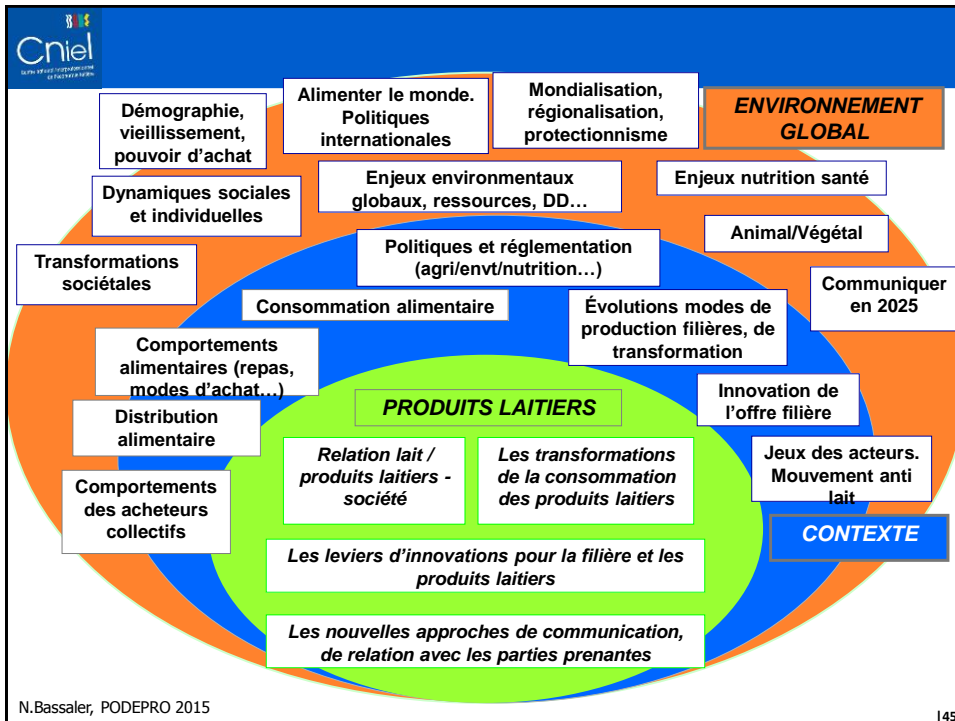 Cniel
Démographie,
vieillissement,
pouvoir d'achat
Alimenter le monde.
Politiques
internationales
Mondialisation,
régionalisation,
protectionnisme
ENVIRONNEMENT
GLOBAL
Dynamiques sociales
et individuelles
Enjeux environmentaux
globaux, ressources, DD…
Enjeux nutrition santé
Transformations
sociétales
Politiques et réglementation
(agri/envt/nutrition…)
Animal/Végétal
Communiquer
en 2025
Consommation alimentaire
Évolutions modes de
production filières, de
transformation
Comportements
alimentaires (repas,
modes d'achat…)
Innovation de
l'offre filière
Distribution
alimentaire
PRODUITS LAITIERS
Jeux des acteurs.
Mouvement anti
lait
Comportements
des acheteurs
collectifs
Relation lait /
produits laitiers -
société
Les transformations
de la consommation
des produits laitiers
CONTEXTE
Les leviers d'innovations pour la filière et les
produits laitiers
Les nouvelles approches de communication,
de relation avec les parties prenantes
N.Bassaler, PODEPRO 2015
|45